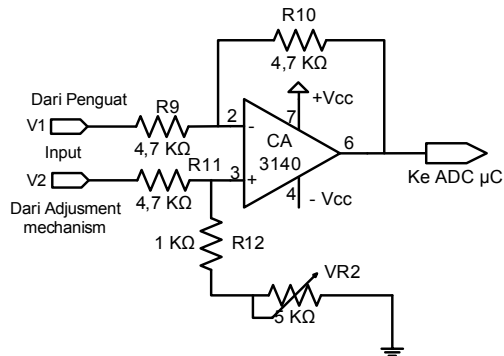 R10
4,7 KΩ
Dari Penguat
V1
R9
4,7 KΩ
2
-
7
+Vcc
CA
3140
6
Ke ADC µC
Input
V2
R11
4,7 KΩ
3
+
4
- Vcc
Dari Adjusment
mechanism
1 KΩ
R12
VR2
5 KΩ